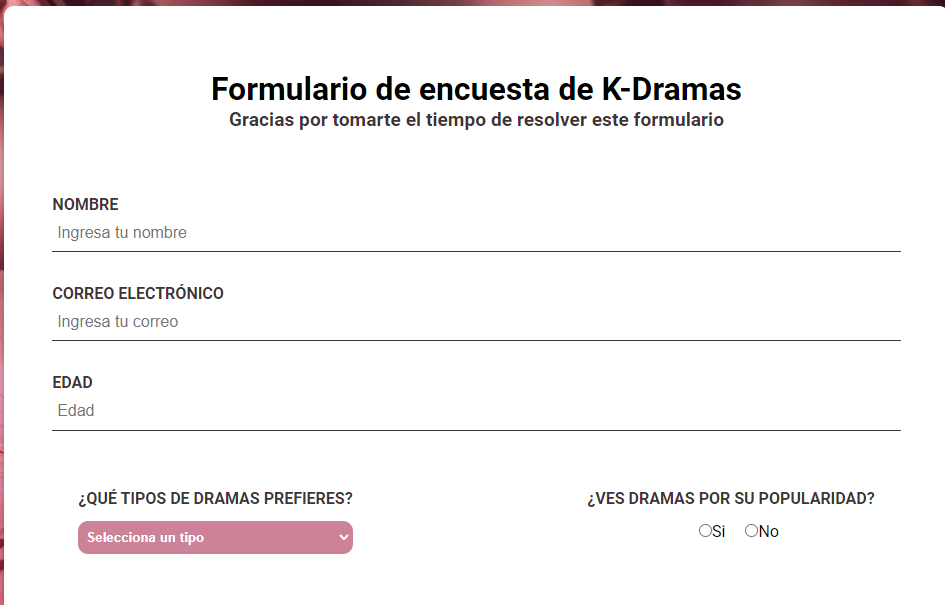 Formulario de encuesta de K-Dramas
Gracias por tomarte el tiempo de resolver este formulario
NOMBRE
Ingresa tu nombre
CORREO ELECTRÓNICO
Ingresa tu correo
EDAD
Edad
¿QUÉ TIPOS DE DRAMAS PREFIERES?
Selecciona un tipo
¿VES DRAMAS POR SU POPULARIDAD?
Si No